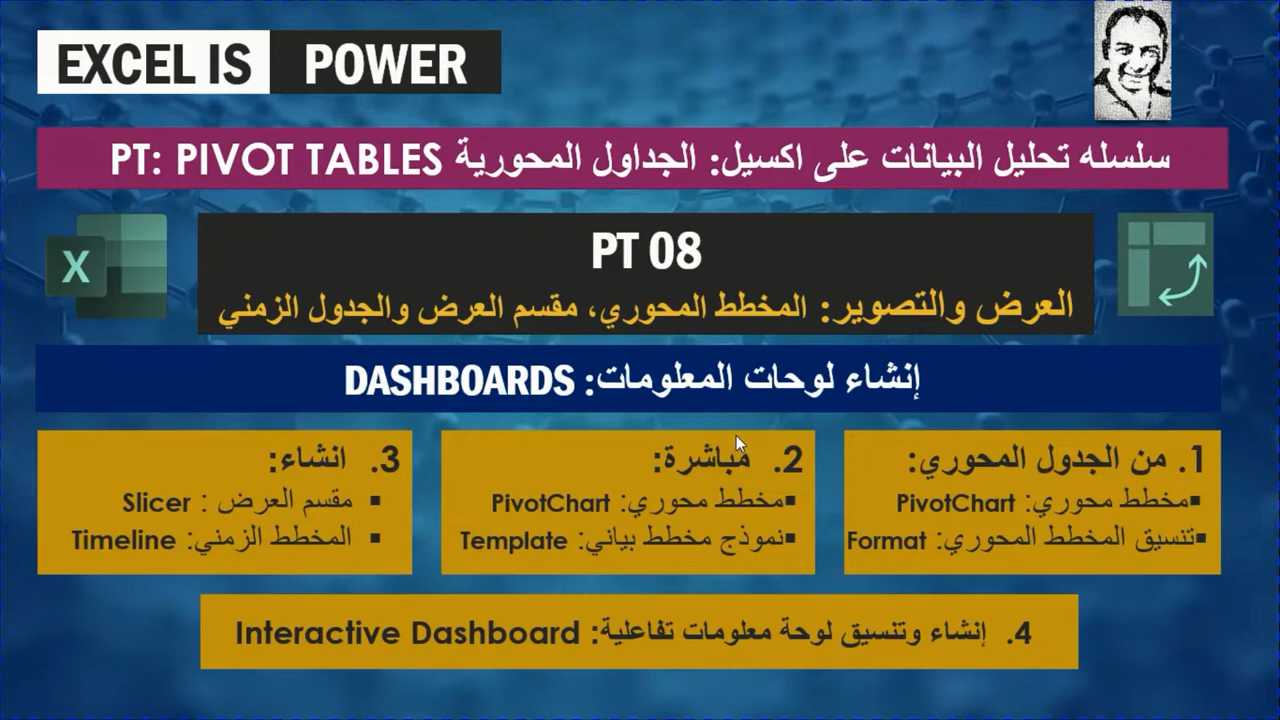 EXCEL IS POWER
سلسله تحليل البيانات على اكسيل: الجداول المحورية PT: PIVOT TABLES
X
PT 08
العرض والتصوير: المخطط المحوري، مقسم العرض والجدول الزمني
إنشاء لوحات المعلومات: DASHBOARDS
1. من الجدول المحوري:
▪مخطط محوري: PivotChart
▪تنسيق المخطط المحوري: Format
2. مباشرة:
▪مخطط محوري: PivotChart
▪نموذج مخطط بياني: Template
3. انشاء:
▪ مقسم العرض : Slicer
▪ المخطط الزمني: Timeline
4. إنشاء وتنسيق لوحة معلومات تفاعلية: Interactive Dashboard